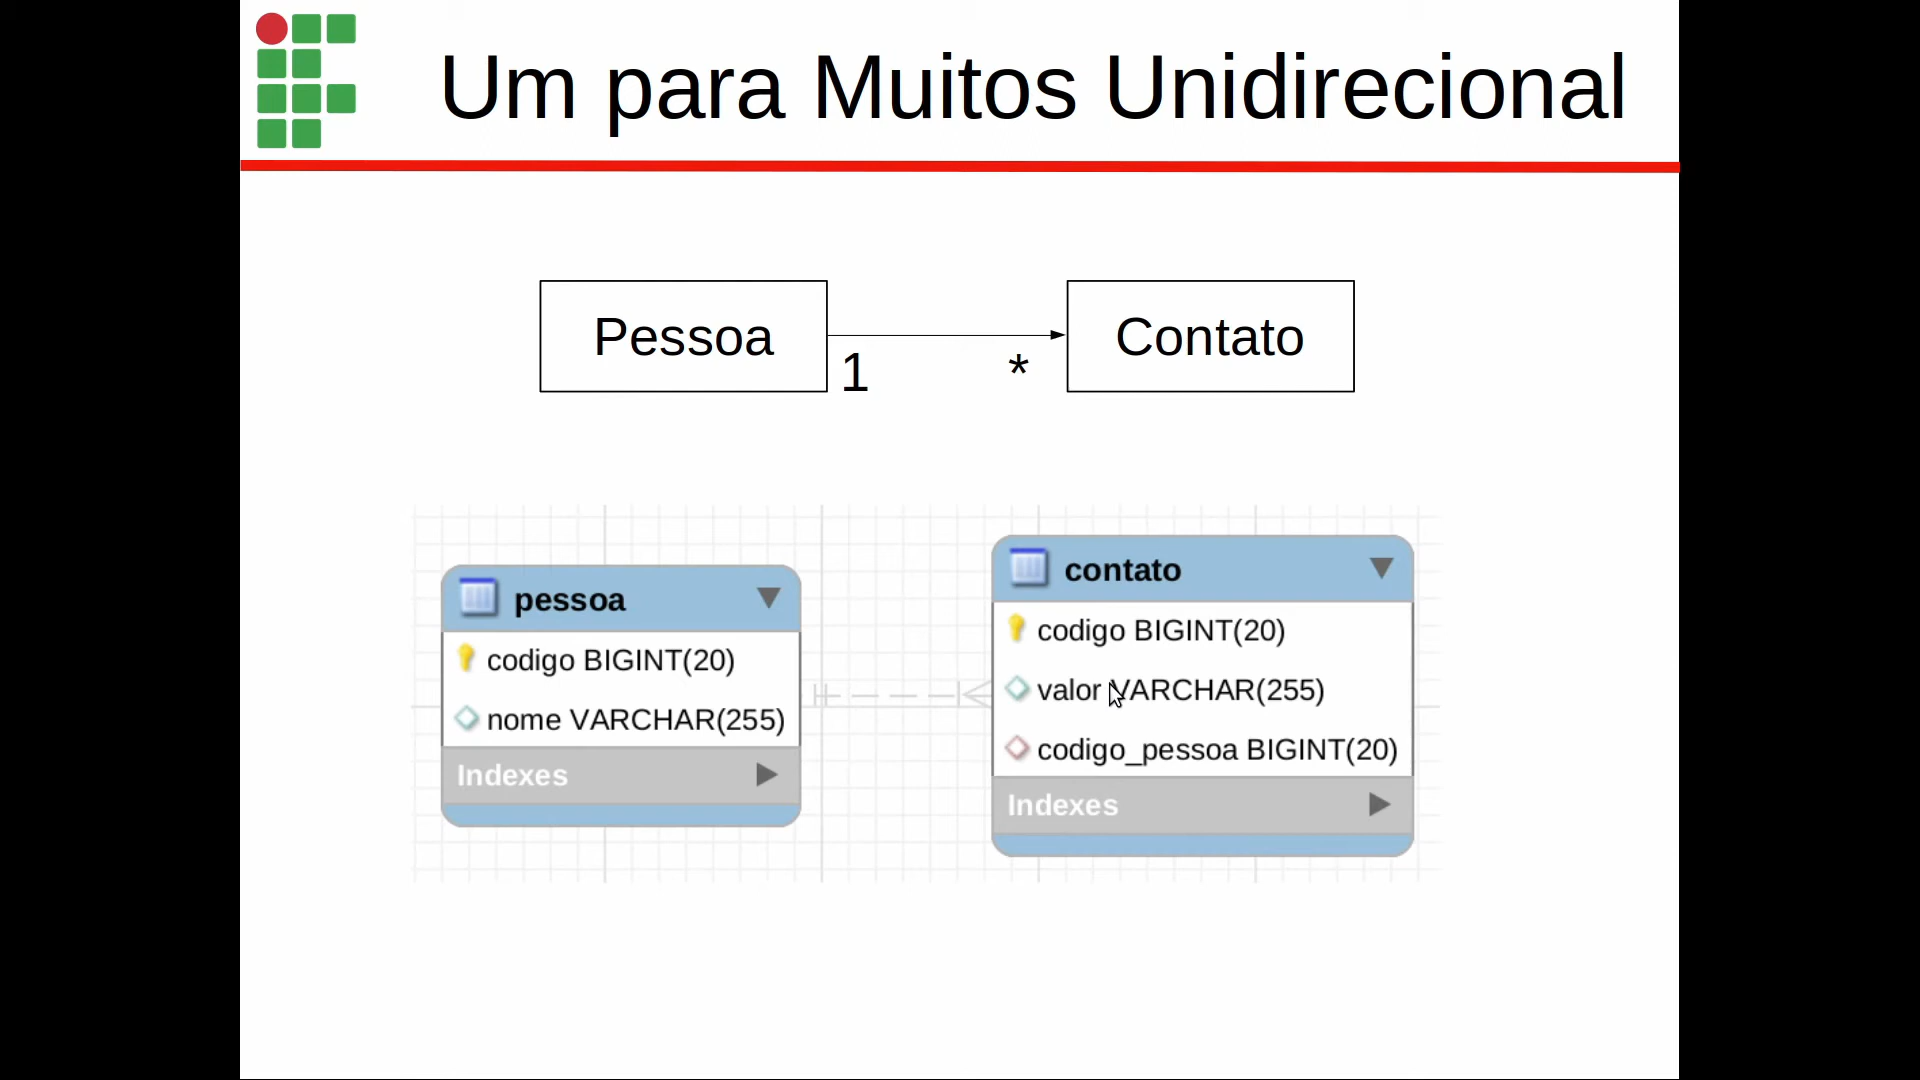 Um para Muitos Unidirecional
Pessoa
Contato
1
*
pessoa
codigo BIGINT(20)
nome VARCHAR(255)
Indexes
contato
codigo BIGINT(20)
valor VARCHAR(255)
codigo_pessoa BIGINT(20)
Indexes